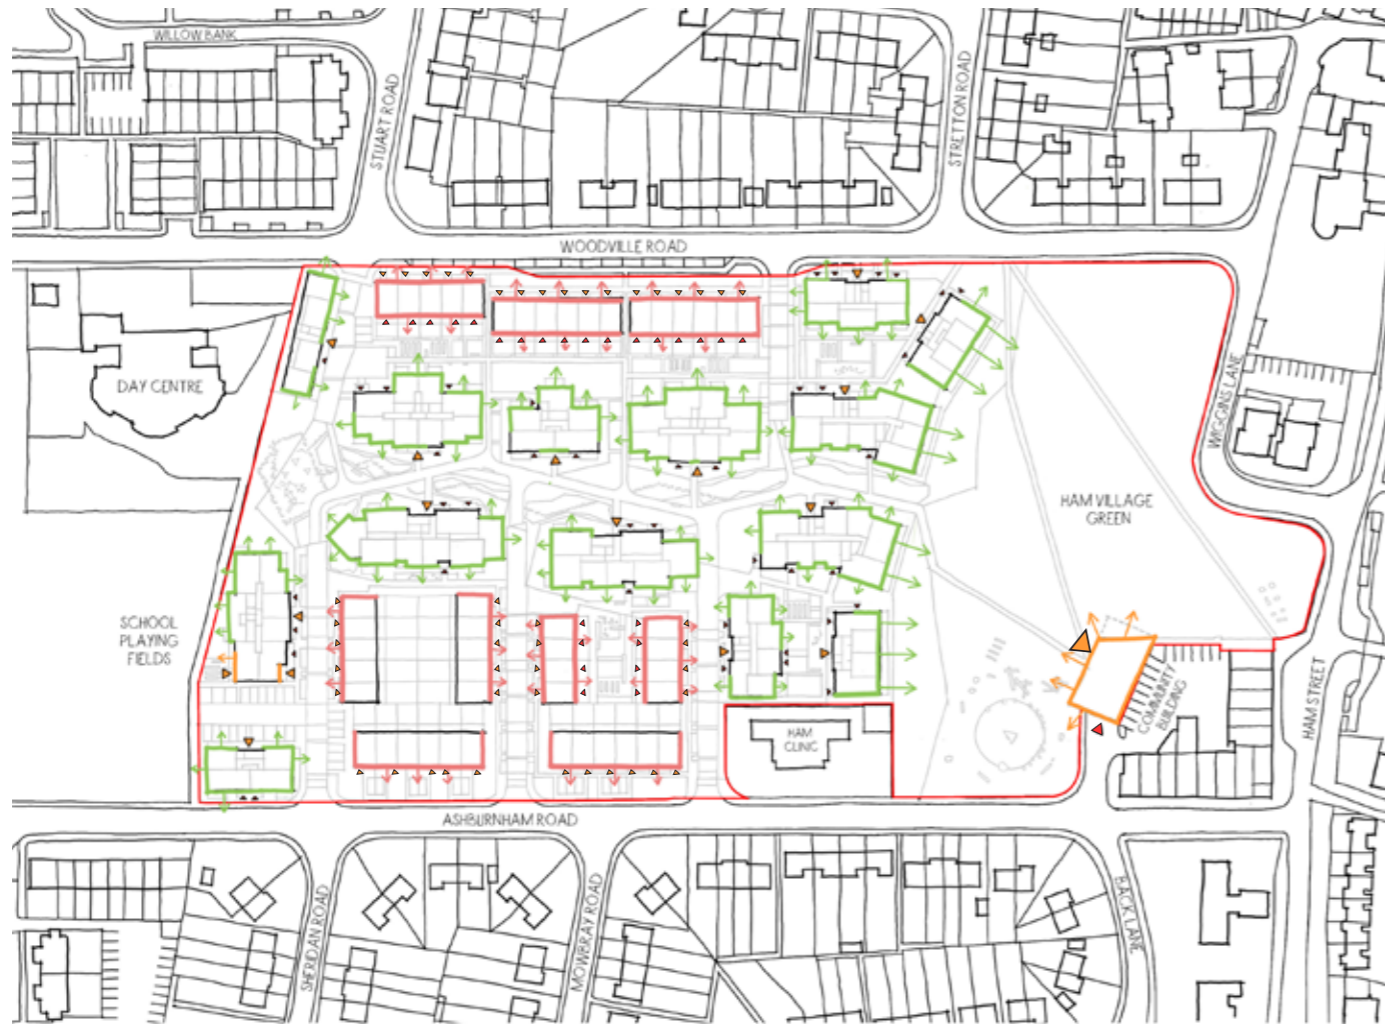 WILLOW BANK
STUART ROAD
STRETTON ROAD
WOODVILLE ROAD
DAY CENTRE
WIGGINS LANE
HAM VILLAGE
GREEN
SCHOOL
PLAYING
FIELDS
COMMUNITY
BUILDING
HAM STREET
HAM
CLINIC
ASHBURNHAM ROAD
SHERIDAN ROAD
MOWBRAY ROAD
BACK LANE